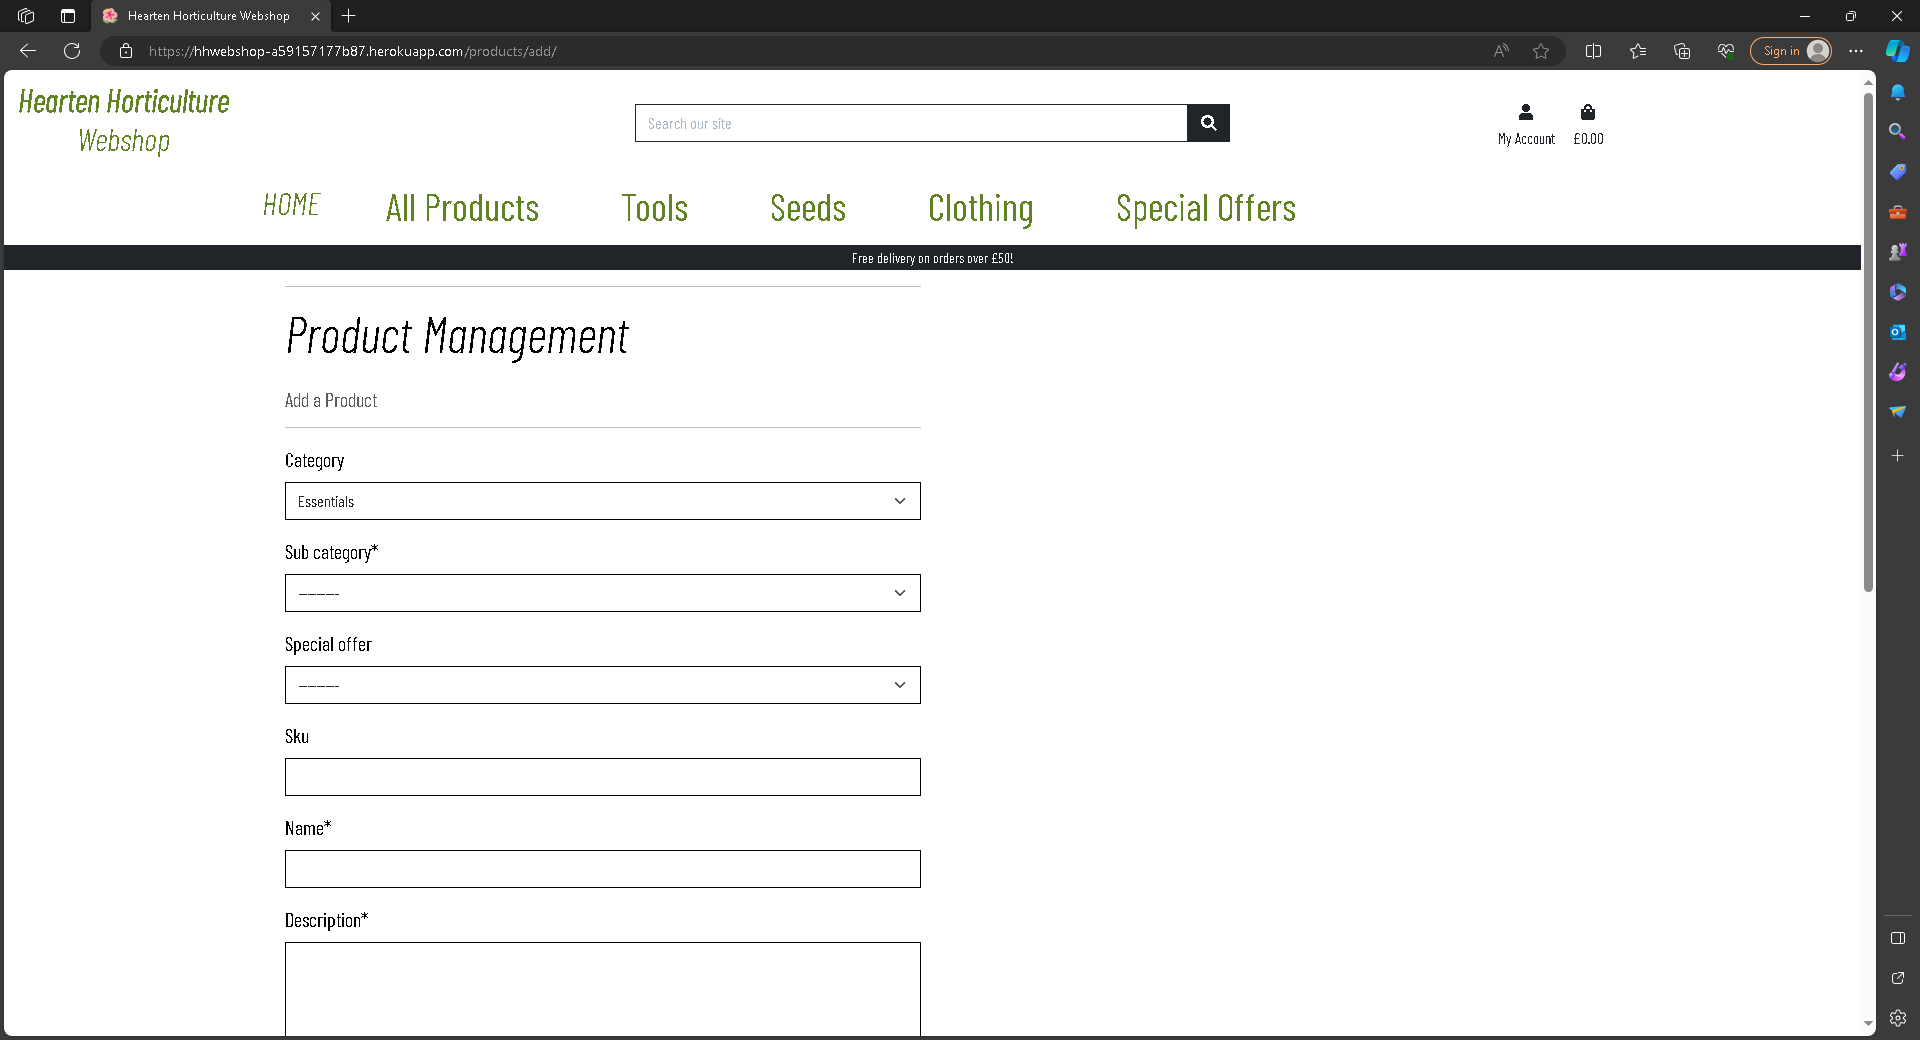 Hearten Horticulture Webshop
https://hhwebshop-a59157177b87.herokuapp.com/products/add/
Sign in
Hearten Horticulture
Webshop
Search our site
My Account
£0.00
HOME
All Products
Tools
Seeds
Clothing
Special Offers
Free delivery on orders over £50!
Product Management
Add a Product
Category
Essentials
Sub category*
---------
Special offer
---------
Sku
Name*
Description*